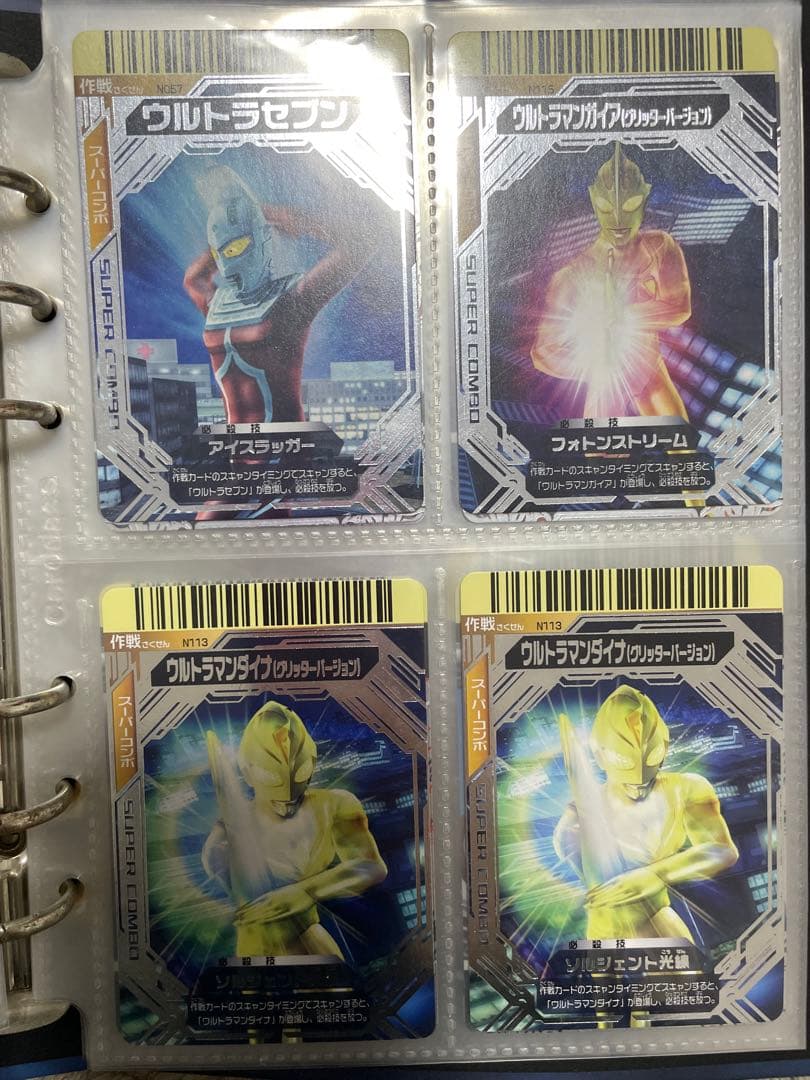 作戦 さくせん N057
ウルトラセブン
スーパーコンボ
SUPER COMBO
必殺技
アイスラッガー
作戦カードのスキャンタイミングでスキャンすると、
「ウルトラセブン」が登場し、必殺技を放つ。
N115
ウルトラマンガイア(グリッターバージョン)
SUPER COMBO
必殺技
フォトンストリーム
作戦カードのスキャンタイミングでスキャンすると、
「ウルトラマンガイア」が登場し、必殺技を放つ。
作戦 さくせん N113
ウルトラマンダイナ(グリッターバージョン)
スーパーコンボ
SUPER COMBO
必殺技
ソルジェント
作戦カードのスキャンタイミングでスキャンすると、
「ウルトラマンダイナ」が登場し、必殺技を放つ。
作戦 さくせん N113
ウルトラマンダイナ(グリッターバージョン)
スーパーコンボ
SUPER COMBO
必殺技
ソルジェント光線
作戦カードのスキャンタイミングでスキャンすると、
「ウルトラマンダイナ」が登場し、必殺技を放つ。